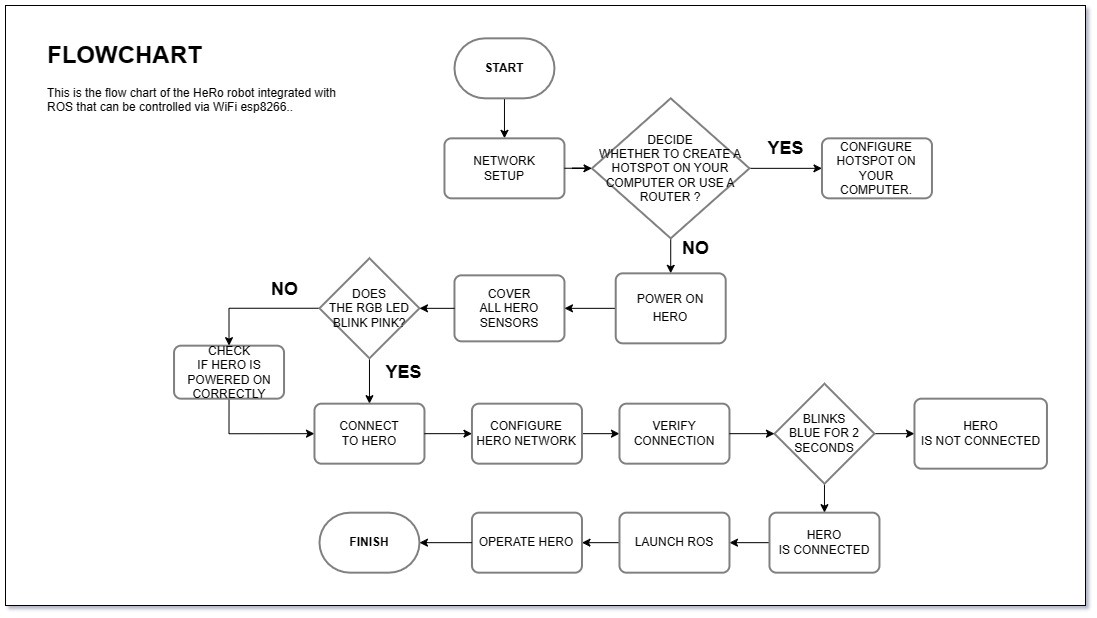 FLOWCHART
This is the flow chart of the HeRo robot integrated with
ROS that can be controlled via WiFi esp8266..
START
NETWORK
SETUP
DECIDE
WHETHER TO CREATE A
HOTSPOT ON YOUR
COMPUTER OR USE A
ROUTER ?
YES
CONFIGURE
HOTSPOT ON
YOUR
COMPUTER.
NO
POWER ON
HERO
COVER
ALL HERO
SENSORS
DOES
THE RGB LED
BLINK PINK?
NO
CHECK
IF HERO IS
POWERED ON
CORRECTLY
YES
CONNECT
TO HERO
CONFIGURE
HERO NETWORK
VERIFY
CONNECTION
BLINKS
BLUE FOR 2
SECONDS
HERO
IS NOT CONNECTED
HERO
IS CONNECTED
LAUNCH ROS
OPERATE HERO
FINISH